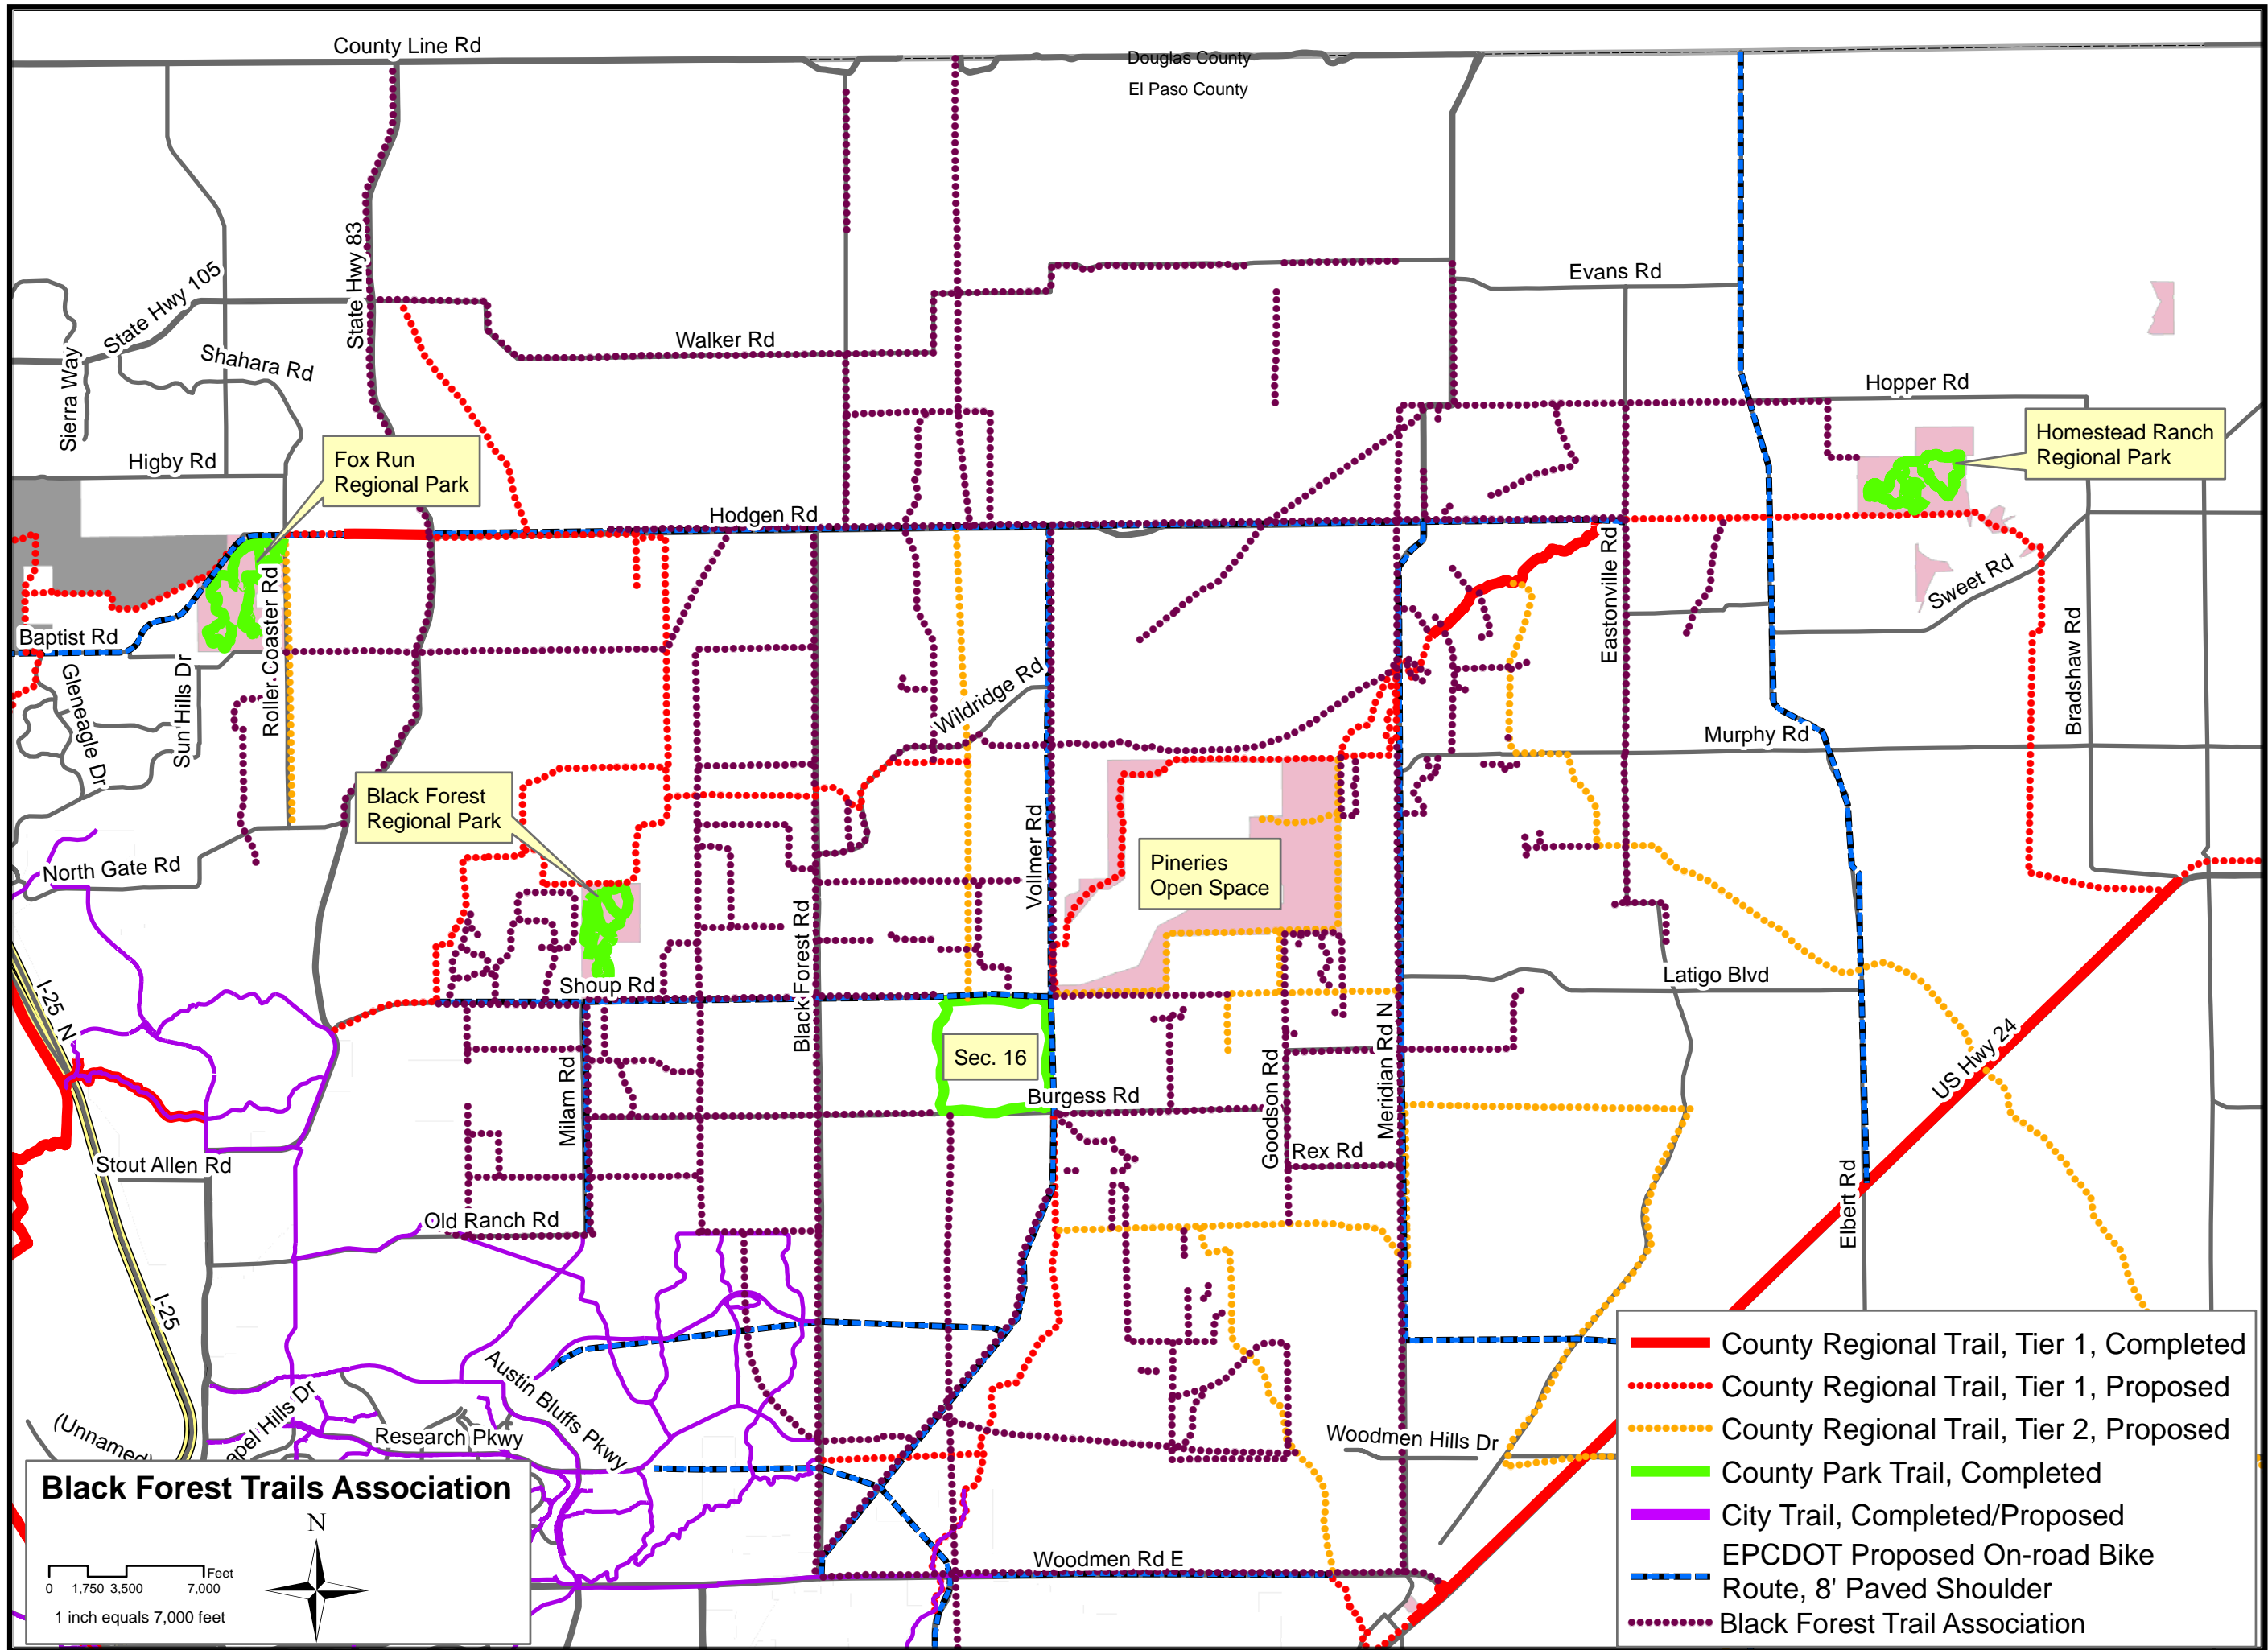 County Line Rd
Douglas County
El Paso County
State Hwy 83
State Hwy 105
Evans Rd
Walker Rd
Shahara Rd
Sierra Way
Hopper Rd
Homestead Ranch
Regional Park
Higby Rd
Fox Run
Regional Park
Hodgen Rd
Eastonville Rd
Sweet Rd
Baptist Rd
Roller Coaster Rd
Gleneagle Dr
Sun Hills Dr
Wildridge Rd
Bradshaw Rd
Murphy Rd
Black Forest
Regional Park
Vollmer Rd
Pineries
Open Space
North Gate Rd
Black Forest Rd
Shoup Rd
Latigo Blvd
I-25 N
Sec. 16
Milam Rd
Burgess Rd
Goodson Rd
Meridian Rd N
US Hwy 24
Rex Rd
Stout Allen Rd
Old Ranch Rd
Elbert Rd
I-25
Austin Bluffs Pkwy
apel Hills Dr
(Unnamed)
Research Pkwy
Woodmen Hills Dr
Woodmen Rd E
Black Forest Trails Association
N
Feet
0 1,750 3,500 7,000
1 inch equals 7,000 feet
County Regional Trail, Tier 1, Completed
County Regional Trail, Tier 1, Proposed
County Regional Trail, Tier 2, Proposed
County Park Trail, Completed
City Trail, Completed/Proposed
EPCDOT Proposed On-road Bike
Route, 8' Paved Shoulder
Black Forest Trail Association